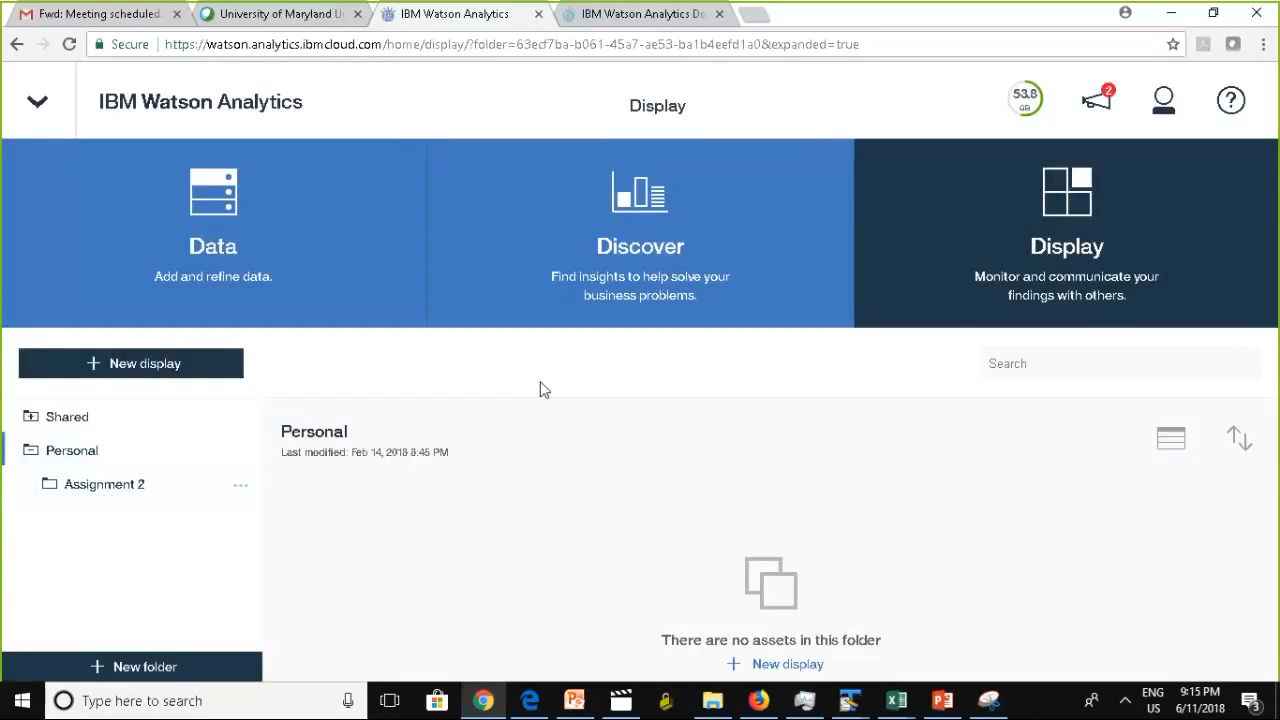 Fwd: Meeting scheduled
University of Maryland U
IBM Watson Analytics
IBM Watson Analytics Do
Secure
https://watson.analytics.ibmcloud.com/home/display/?folder=63ecf7ba-b061-45a7-ae53-ba1b4eefd1a0&expanded=true
IBM Watson Analytics
Display
53.8
GB
2
Data
Add and refine data.
Discover
Find insights to help solve your
business problems.
Display
Monitor and communicate your
findings with others.
+ New display
Search
Shared
Personal
Assignment 2
...
Personal
Last modified: Feb 14, 2018 8:45 PM
There are no assets in this folder
+ New display
+ New folder
Type here to search
ENG
US
9:15 PM
6/11/2018
3